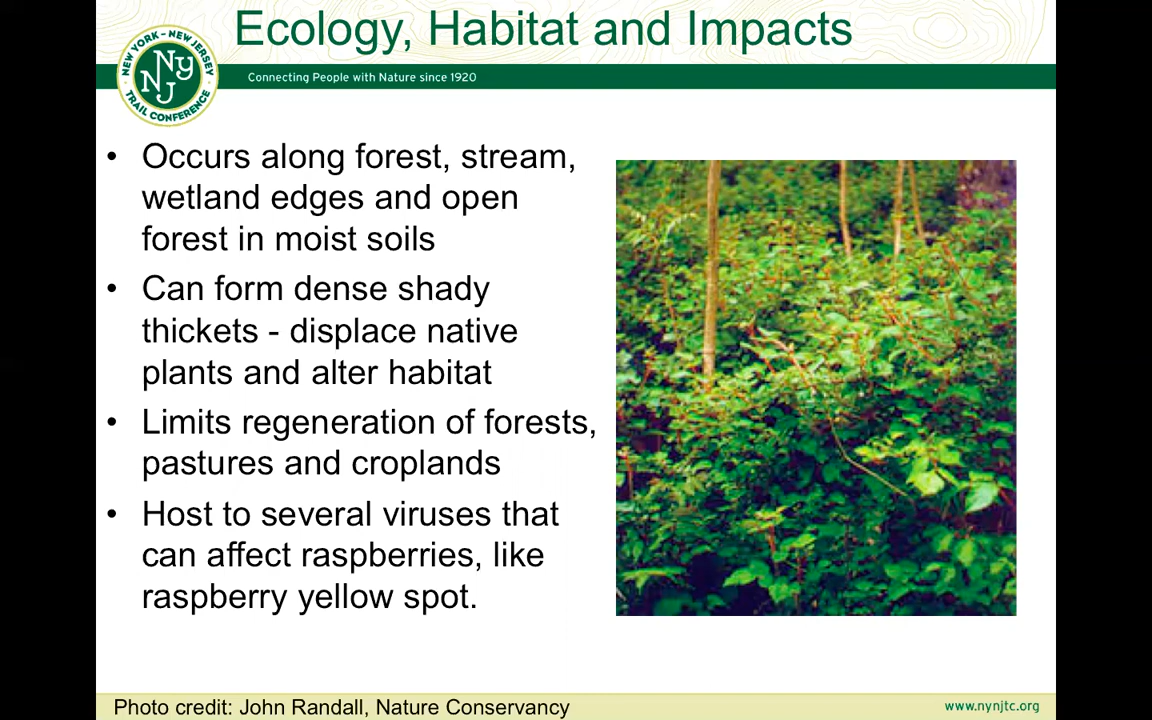 Ecology, Habitat and Impacts
NEW YORK - NEW JERSEY
NY
NJ
TRAIL CONFERENCE
Connecting People with Nature since 1920
• Occurs along forest, stream,
wetland edges and open
forest in moist soils
• Can form dense shady
thickets - displace native
plants and alter habitat
• Limits regeneration of forests,
pastures and croplands
• Host to several viruses that
can affect raspberries, like
raspberry yellow spot.
Photo credit: John Randall, Nature Conservancy
www.nynjtc.org